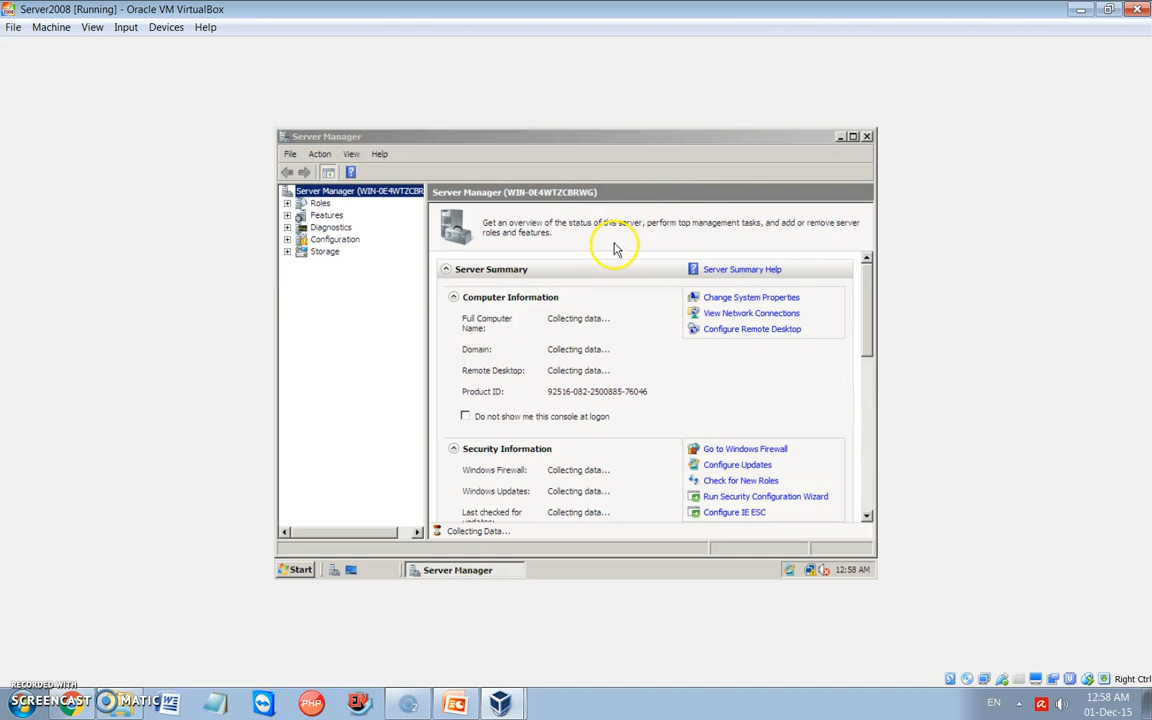 Server2008 [Running] - Oracle VM VirtualBox
File Machine View Input Devices Help
Server Manager
File Action View Help
Server Manager (WIN-0E4WTZCBR
Roles
Features
Diagnostics
Configuration
Storage
Server Manager (WIN-0E4WTZCBRWG)
Get an overview of the status of this server, perform top management tasks, and add or remove server
roles and features.
Server Summary
Server Summary Help
Computer Information
Full Computer
Name:
Collecting data...
Domain: Collecting data...
Remote Desktop: Collecting data...
Product ID: 92516-082-2500885-76046
Do not show me this console at logon
Change System Properties
View Network Connections
Configure Remote Desktop
Security Information
Windows Firewall: Collecting data...
Windows Updates: Collecting data...
Last checked for
updates:
Collecting data...
Go to Windows Firewall
Configure Updates
Check for New Roles
Run Security Configuration Wizard
Configure IE ESC
Collecting Data...
Start
Server Manager
12:58 AM
Right Ctrl
RECORDED WITH
SCREENCAST MATIC
PHP
EN
12:58 AM
01-Dec-15